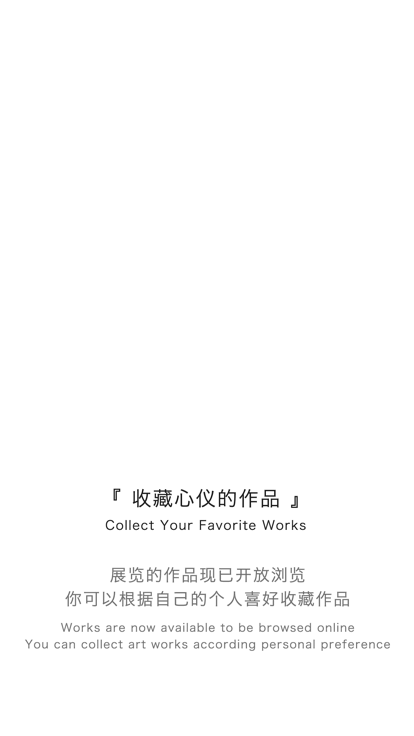 『 收藏心仪的作品 』
Collect Your Favorite Works
展览的作品现已开放浏览
你可以根据自己的个人喜好收藏作品
Works are now available to be browsed online
You can collect art works according personal preference